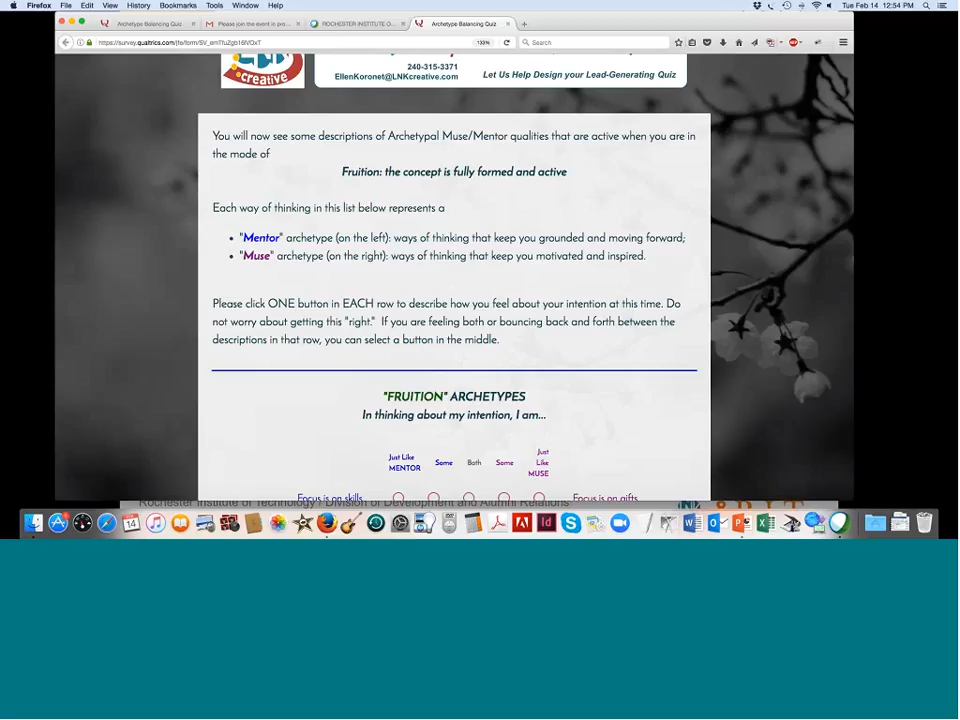 Firefox File Edit View History Bookmarks Tools Window Help Tue Feb 14 12:54 PM
Archetype Balancing Quiz × Please join the event in pro... × ROCHESTER INSTITUTE O... × Archetype Balancing Quiz × +
https://survey.qualtrics.com/jfe/form/ 133% Search
creative
240-315-3371
EllenKoronet@LNKcreative.com
Let Us Help Design your Lead-Generating Quiz
You will now see some descriptions of Archetypal Muse/Mentor qualities that are active when you are in
the mode of
Fruition: the concept is fully formed and active
Each way of thinking in this list below represents a
• "Mentor" archetype (on the left): ways of thinking that keep you grounded and moving forward;
• "Muse" archetype (on the right): ways of thinking that keep you motivated and inspired.
Please click ONE button in EACH row to describe how you feel about your intention at this time. Do
not worry about getting this "right." If you are feeling both or bouncing back and forth between the
descriptions in that row, you can select a button in the middle.
"FRUITION" ARCHETYPES
In thinking about my intention, I am...
Just Like
MENTOR
Some
Both
Some
Just
Like
MUSE
Focus is on skills
Focus is on gifts
Rochester Institute of Technology | Division of Development and Alumni Relations
14